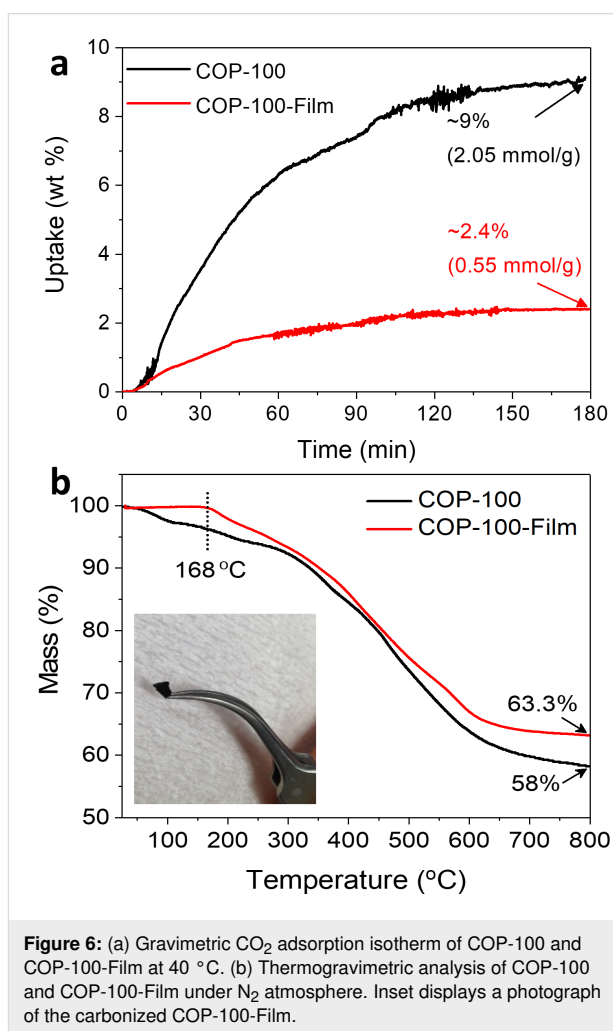 a
10
8
6
4
2
0
Uptake (wt %)
COP-100
COP-100-Film
~9%
(2.05 mmol/g)
~2.4%
(0.55 mmol/g)
0 30 60 90 120 150 180
Time (min)
b
100
90
80
70
60
50
Mass (%)
COP-100
COP-100-Film
168 °C
63.3%
58%
100 200 300 400 500 600 700 800
Temperature (°C)
Figure 6: (a) Gravimetric CO₂ adsorption isotherm of COP-100 and
COP-100-Film at 40 °C. (b) Thermogravimetric analysis of COP-100
and COP-100-Film under N₂ atmosphere. Inset displays a photograph
of the carbonized COP-100-Film.